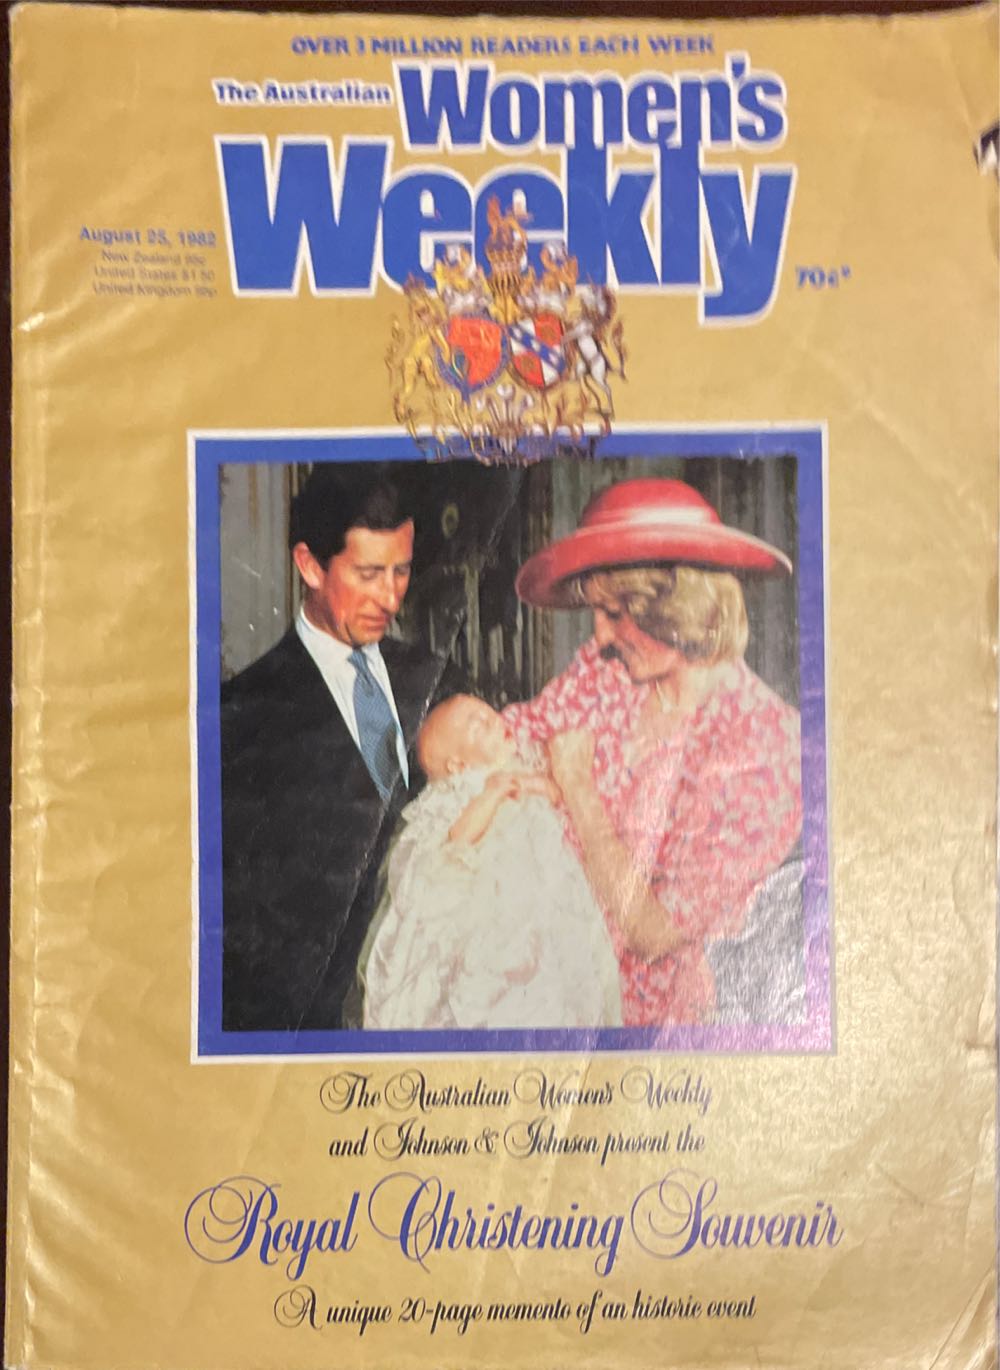 OVER 3 MILLION READERS EACH WEEK
The Australian Women's
Weekly
August 25, 1982
New Zealand 90c
United States $1.50
United Kingdom 90p
70c*
The Australian Women's Weekly
and Johnson & Johnson present the
Royal Christening Souvenir
A unique 20-page memento of an historic event